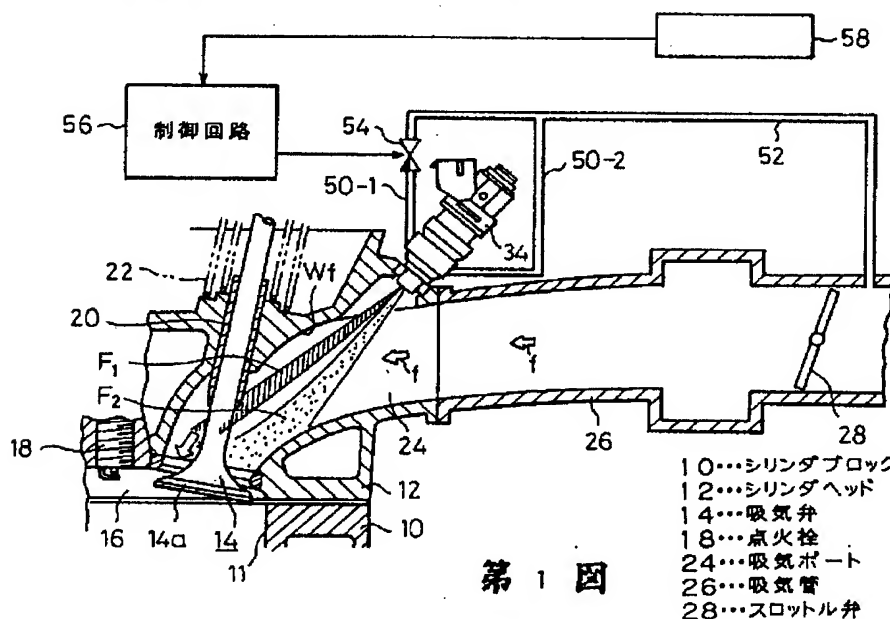 58
56
制御回路
54
50-1
50-2
52
34
22
Wf
20
F₁
F₂
f
f
18
24
26
28
12
16
14a
14
11
10
第1図
10…シリンダブロック
12…シリンダヘッド
14…吸気弁
18…点火栓
24…吸気ポート
26…吸気管
28…スロットル弁